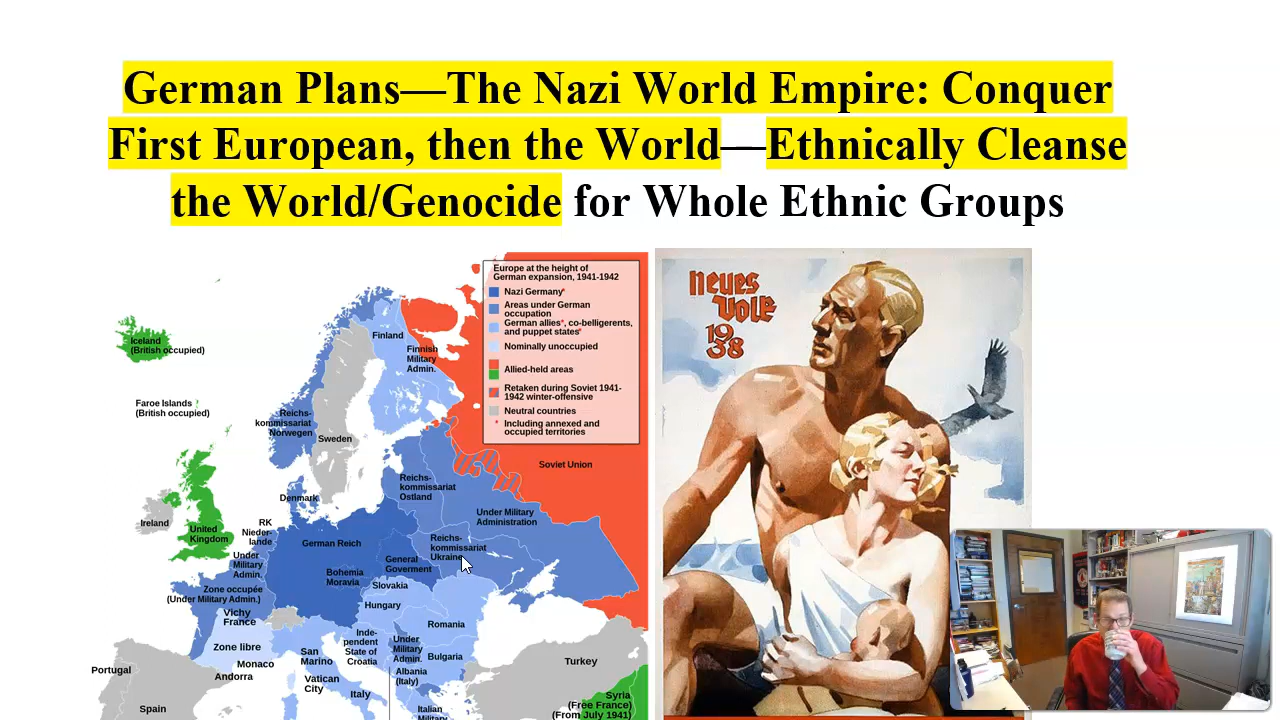 German Plans—The Nazi World Empire: Conquer
First European, then the World—Ethnically Cleanse
the World/Genocide for Whole Ethnic Groups
Europe at the height of
German expansion, 1941-1942
Nazi Germany*
Areas under German
occupation
German allies*, co-belligerents,
and puppet states*
Nominally unoccupied
Allied-held areas
Retaken during Soviet 1941-
1942 winter-offensive
Neutral countries
* Including annexed and
occupied territories
Iceland
(British occupied)
Faroe Islands
(British occupied)
Finland
Finnish
Military
Admin.
Reichs-
kommissariat
Norwegen
Sweden
Soviet Union
Denmark
Reichs-
kommissariat
Ostland
Under Military
Administration
Ireland
United
Kingdom
RK
Nieder-
lande
German Reich
Reichs-
kommissariat
Ukraine
Under
Military
Admin.
General
Goverment
Bohemia
Moravia
Slovakia
Zone occupée
(Under Military Admin.)
Hungary
Vichy
France
Romania
Zone libre
Inde-
pendent
State of
Croatia
Under
Military
Admin.
Bulgaria
San
Marino
Monaco
Andorra
Portugal
Spain
Vatican
City
Italy
Albania
(Italy)
Italian
Turkey
Syria
(Free France)
(From July 1941)
neues
Volk
1938